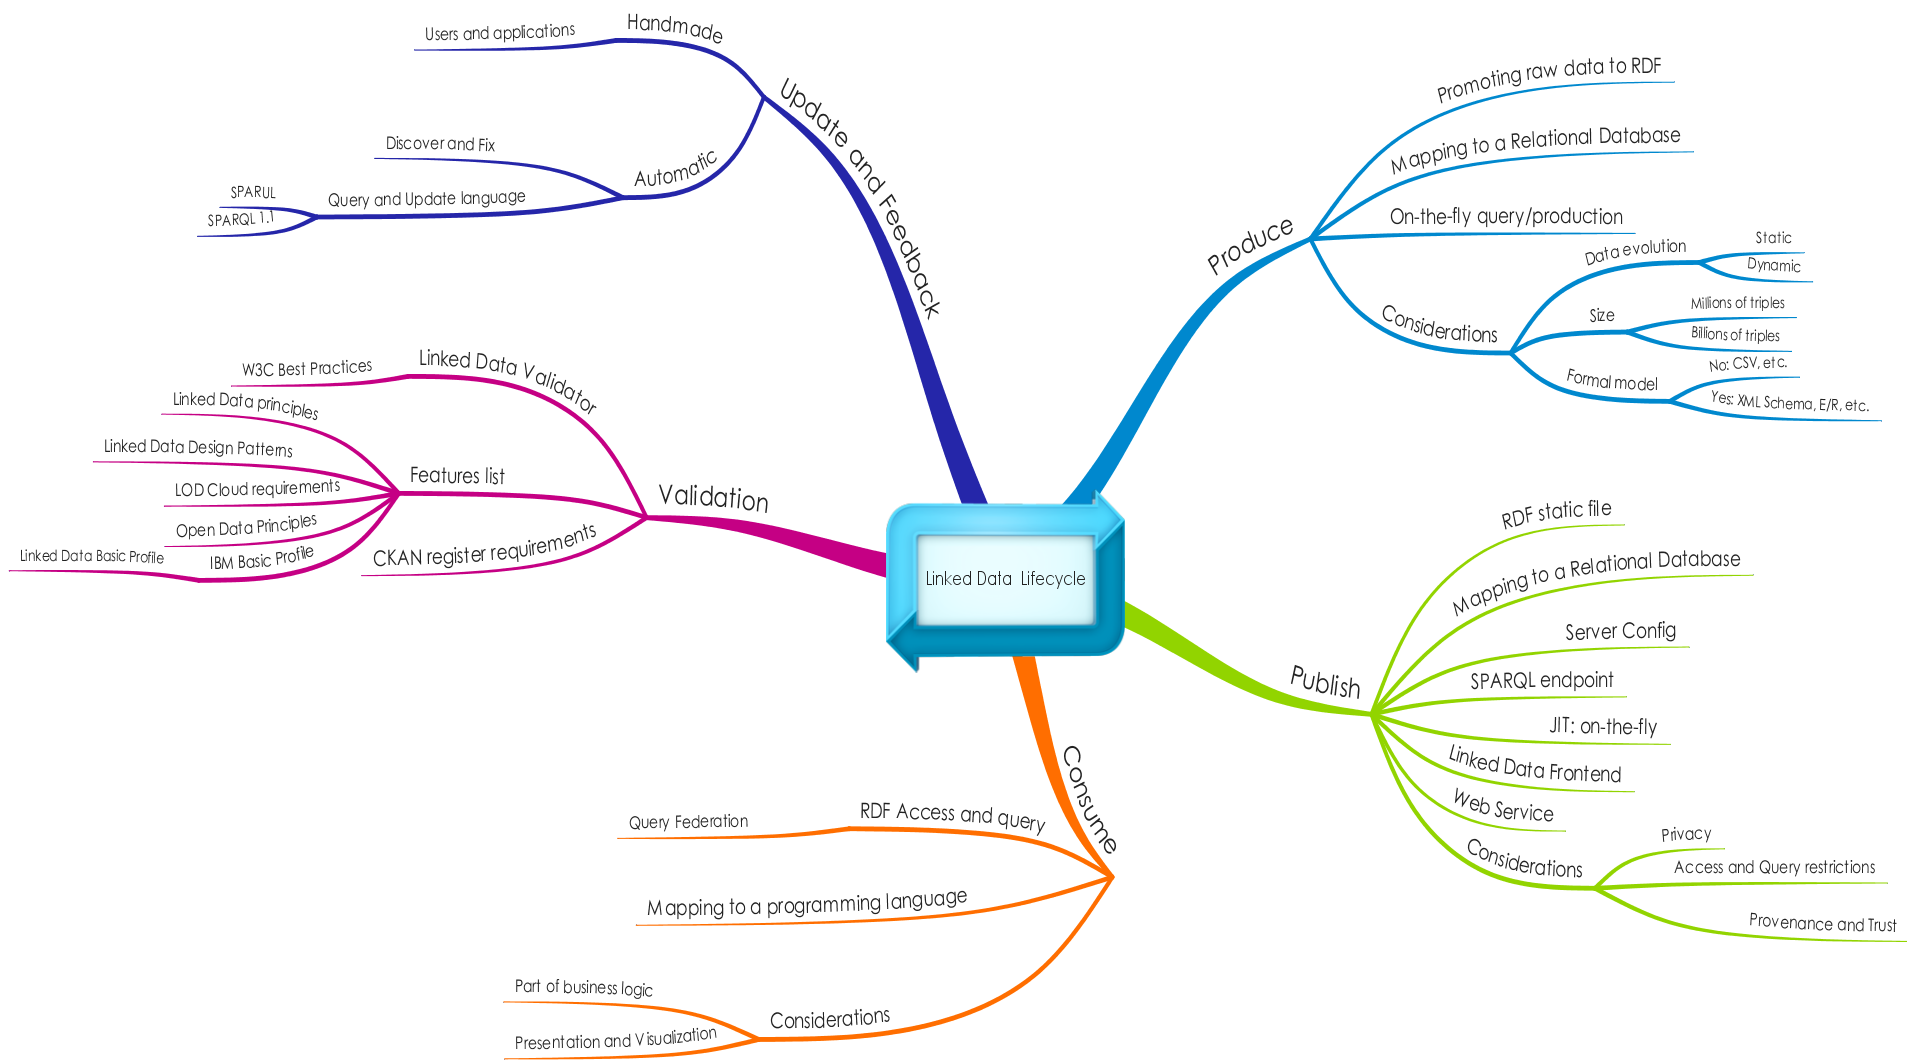 Linked Data Lifecycle
Produce
Promoting raw data to RDF
Mapping to a Relational Database
On-the-fly query/production
Considerations
Data evolution
Static
Dynamic
Size
Millions of triples
Billions of triples
Formal model
No: CSV, etc.
Yes: XML Schema, E/R, etc.
Publish
RDF static file
Mapping to a Relational Database
Server Config
SPARQL endpoint
JIT: on-the-fly
Linked Data Frontend
Web Service
Considerations
Privacy
Access and Query restrictions
Provenance and Trust
Consume
RDF Access and query
Query Federation
Mapping to a programming language
Considerations
Part of business logic
Presentation and Visualization
Validation
Linked Data Validator
W3C Best Practices
Features list
Linked Data principles
Linked Data Design Patterns
LOD Cloud requirements
Open Data Principles
IBM Basic Profile
Linked Data Basic Profile
CKAN register requirements
Update and Feedback
Handmade
Users and applications
Automatic
Discover and Fix
Query and Update language
SPARUL
SPARQL 1.1